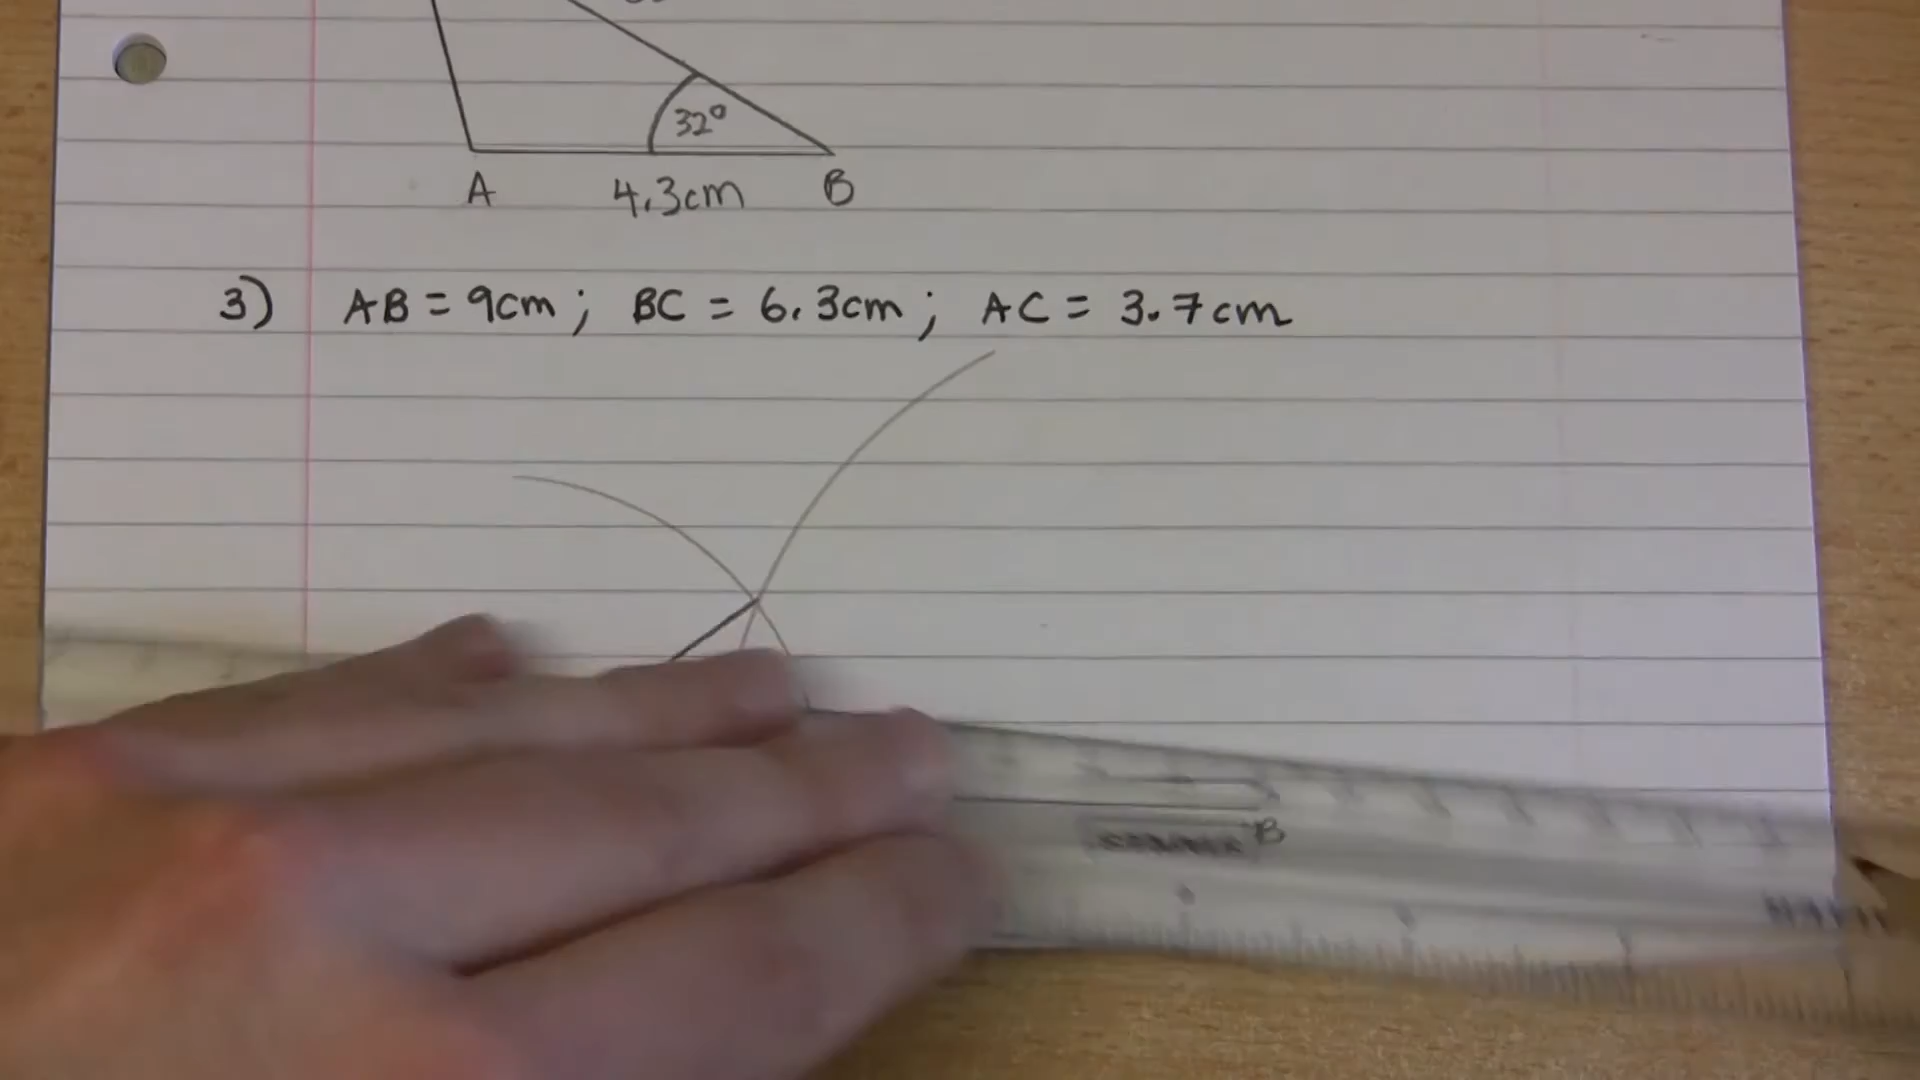 32°
A 4.3cm B
3) AB = 9cm ; BC = 6.3cm ; AC = 3.7cm
B